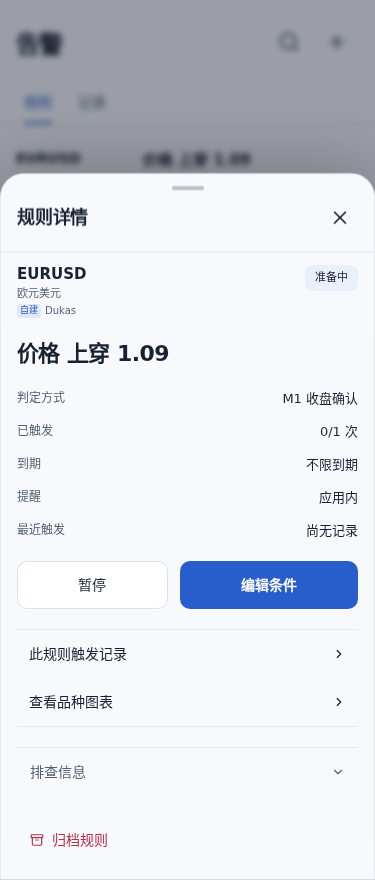 告警
规则 记录
EURUSD 价格 上穿 1.09
规则详情
EURUSD
准备中
欧元美元
自建 Dukas
价格 上穿 1.09
判定方式 M1 收盘确认
已触发 0/1 次
到期 不限到期
提醒 应用内
最近触发 尚无记录
暂停 编辑条件
此规则触发记录
查看品种图表
排查信息
归档规则